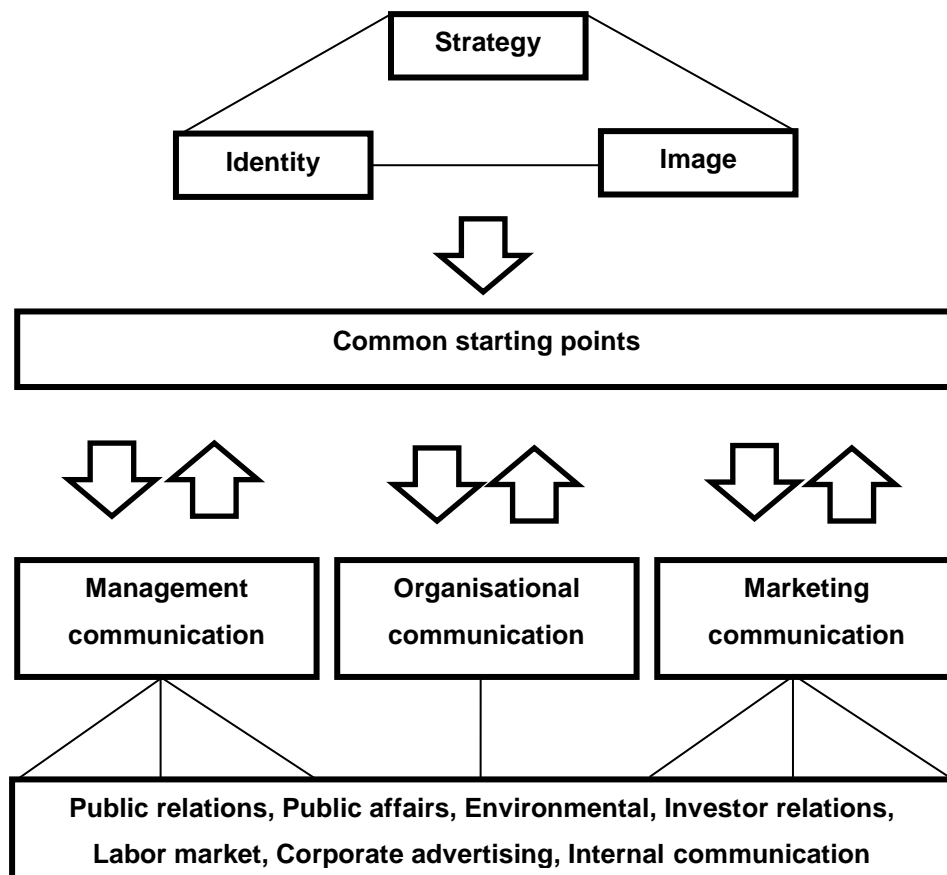 Strategy
Identity
Image
Common starting points
Management
communication
Organisational
communication
Marketing
communication
Public relations, Public affairs, Environmental, Investor relations,
Labor market, Corporate advertising, Internal communication